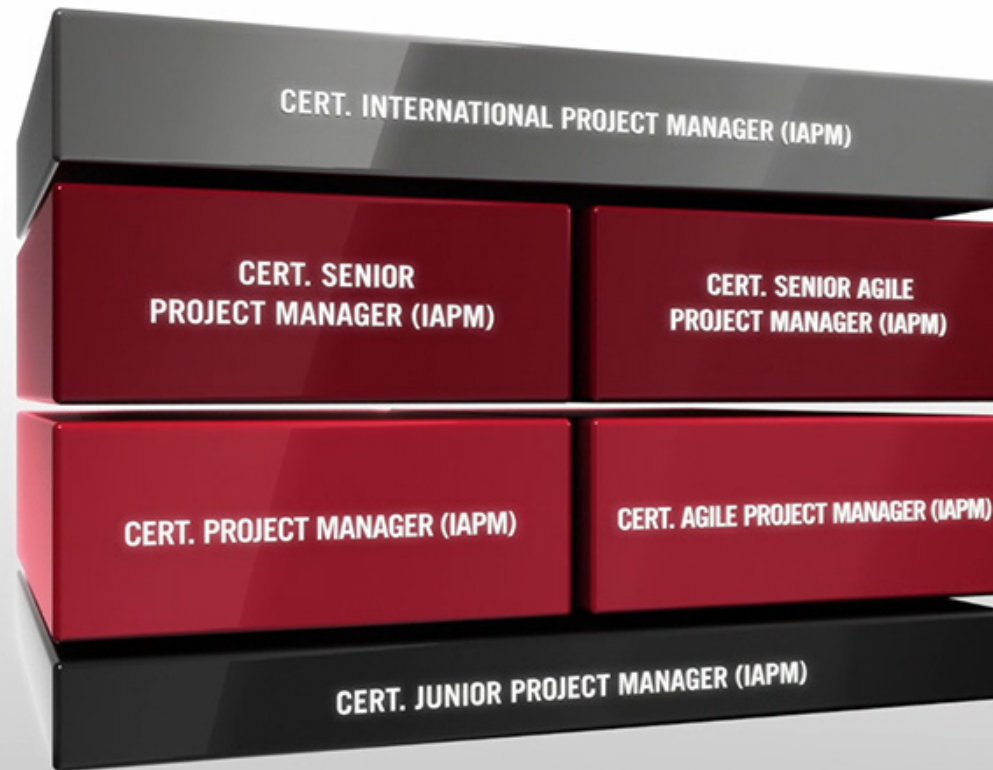 CERT. INTERNATIONAL PROJECT MANAGER (IAPM)
CERT. SENIOR
PROJECT MANAGER (IAPM)
CERT. SENIOR AGILE
PROJECT MANAGER (IAPM)
CERT. PROJECT MANAGER (IAPM)
CERT. AGILE PROJECT MANAGER (IAPM)
CERT. JUNIOR PROJECT MANAGER (IAPM)